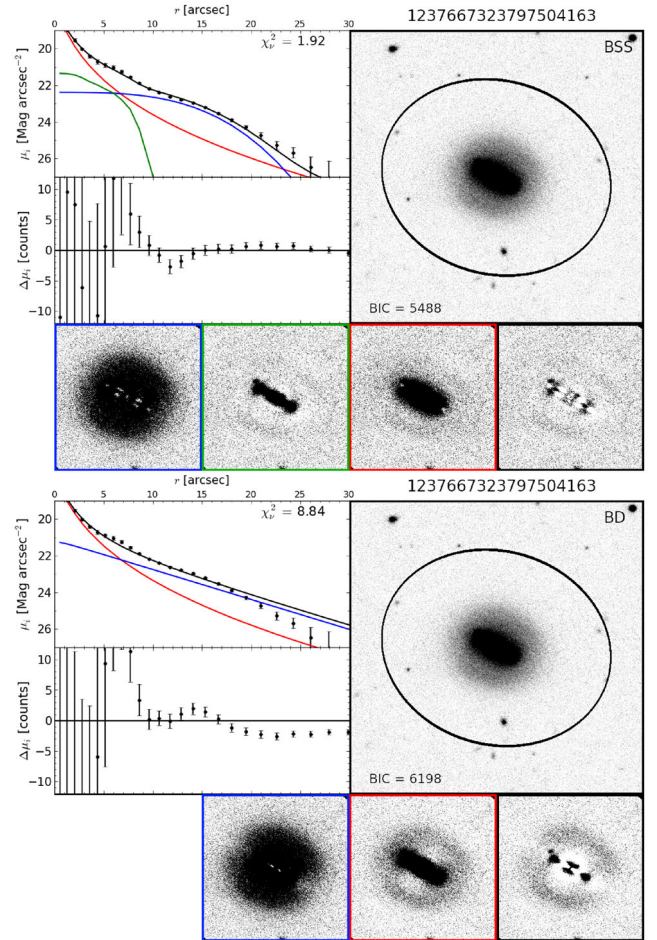 r [arcsec]
0 5 10 15 20 25 30
1237667323797504163
20
22
24
26
μi [Mag arcsec−2]
χν2 = 1.92
BSS
10
5
0
−5
−10
Δμi [counts]
BIC = 5488
r [arcsec]
0 5 10 15 20 25 30
1237667323797504163
20
22
24
26
μi [Mag arcsec−2]
χν2 = 8.84
BD
10
5
0
−5
−10
Δμi [counts]
BIC = 6198